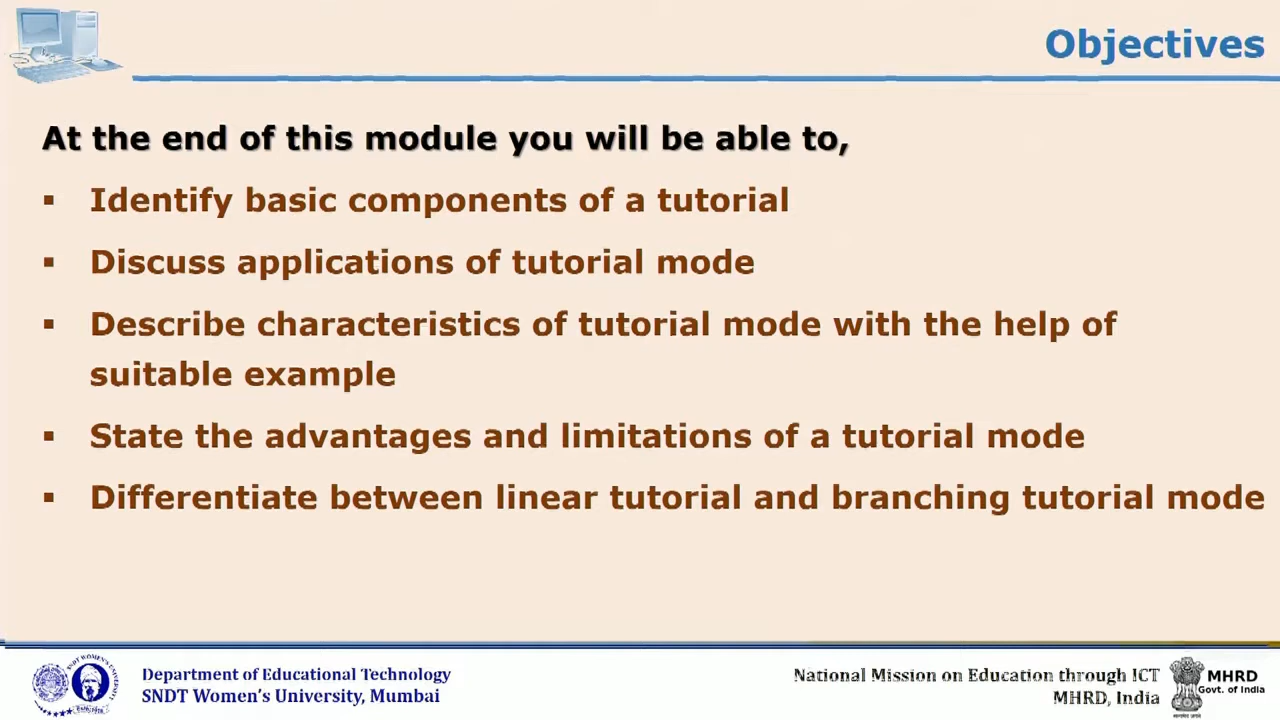 Objectives
At the end of this module you will be able to,
▪ Identify basic components of a tutorial
▪ Discuss applications of tutorial mode
▪ Describe characteristics of tutorial mode with the help of
suitable example
▪ State the advantages and limitations of a tutorial mode
▪ Differentiate between linear tutorial and branching tutorial mode
Department of Educational Technology
SNDT Women's University, Mumbai
National Mission on Education through ICT
MHRD, India
MHRD
Govt. of India